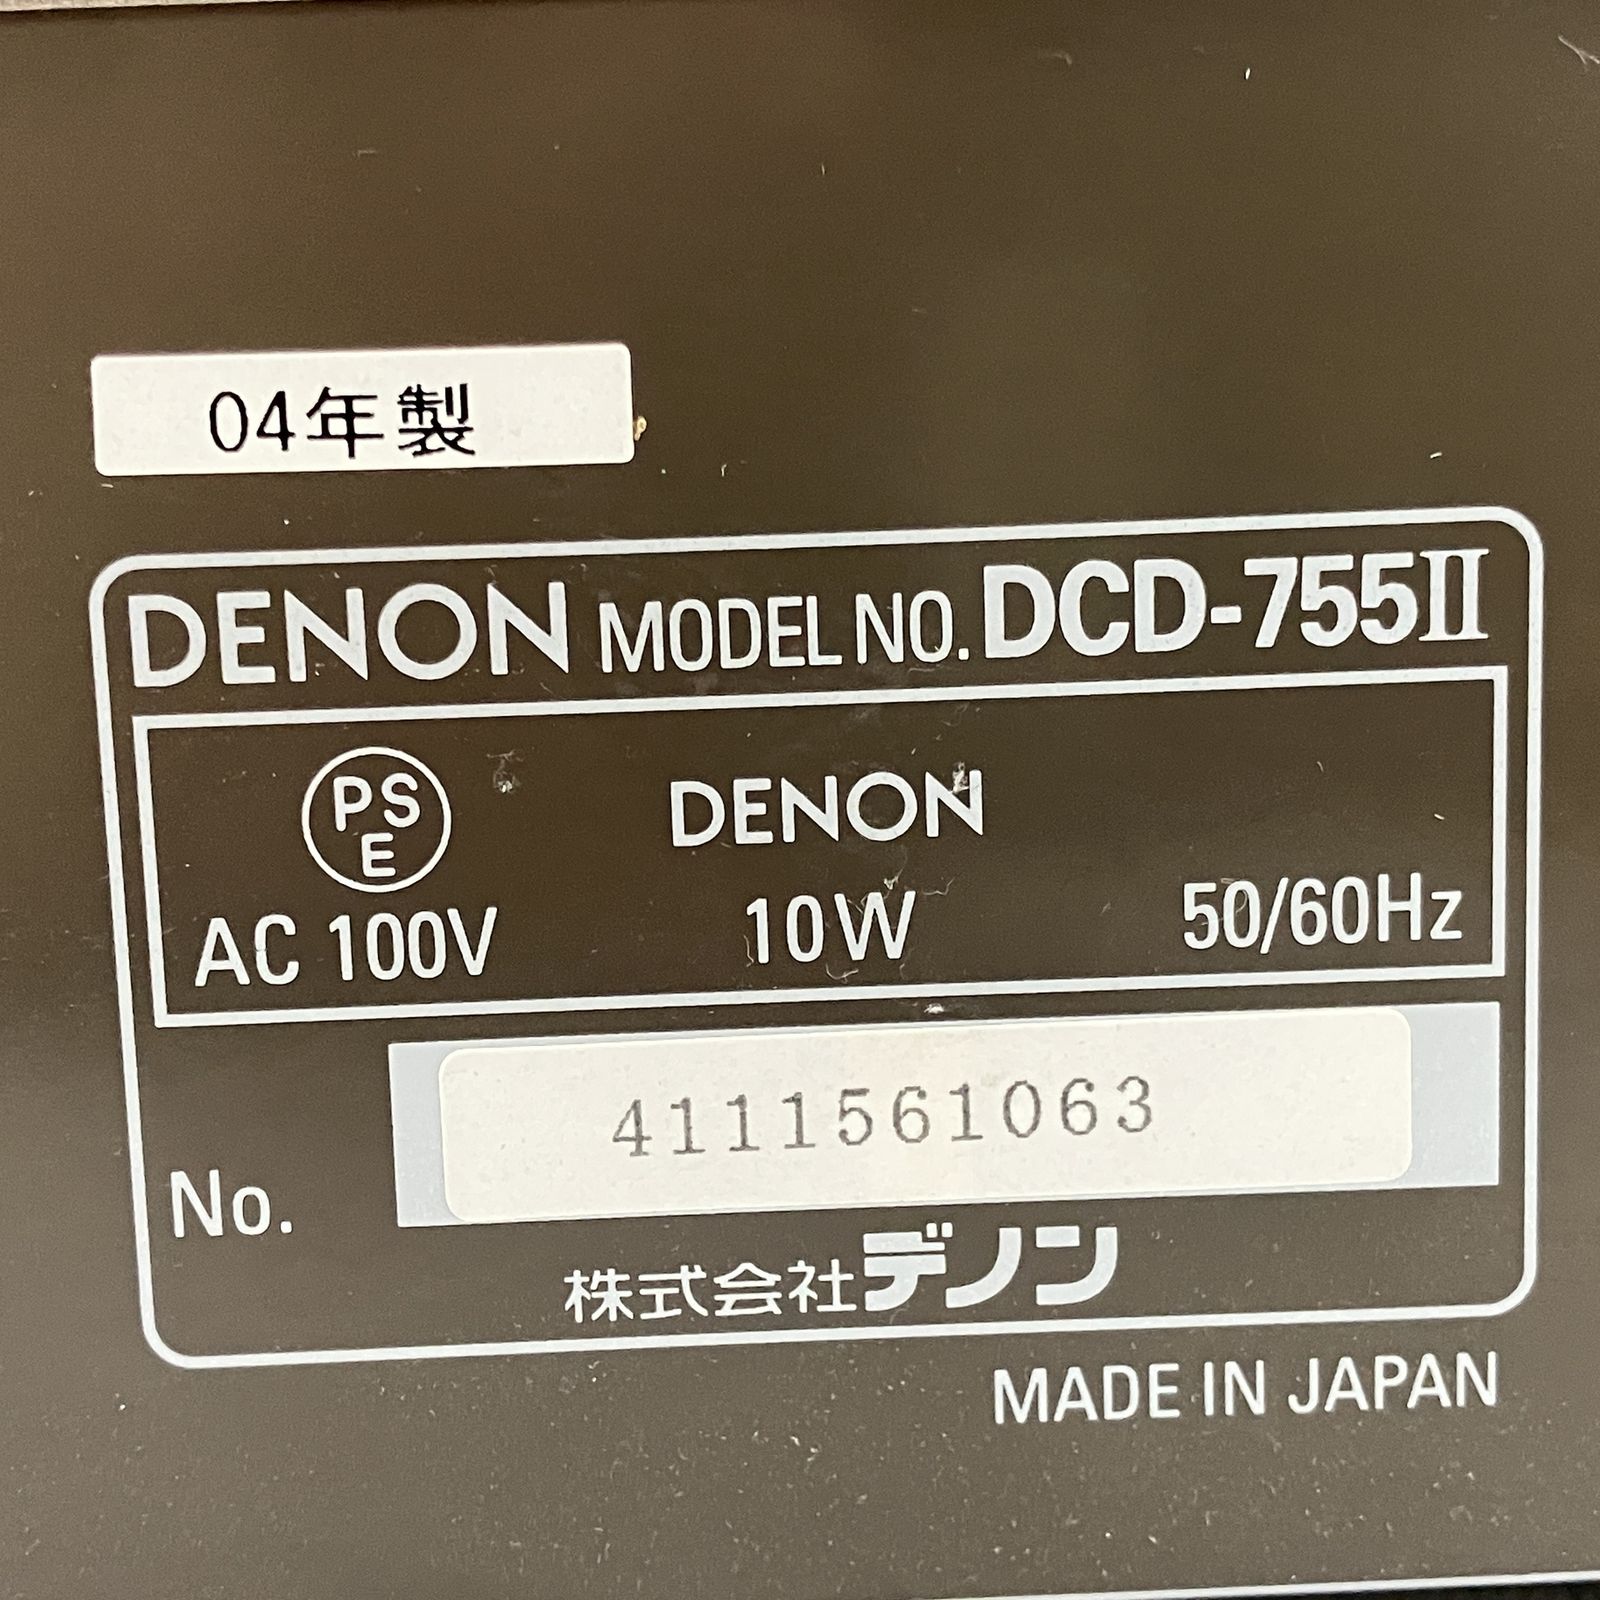 04年製
DENON MODEL NO. DCD-755II
PSE
DENON
AC 100V 10W 50/60Hz
No. 4111561063
株式会社デノン
MADE IN JAPAN